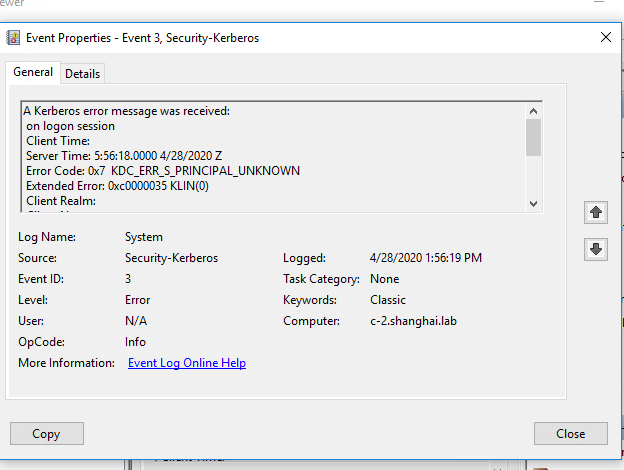 ewer
Event Properties - Event 3, Security-Kerberos
General Details
A Kerberos error message was received:
on logon session
Client Time:
Server Time: 5:56:18.0000 4/28/2020 Z
Error Code: 0x7 KDC_ERR_S_PRINCIPAL_UNKNOWN
Extended Error: 0xc0000035 KLIN(0)
Client Realm:
Log Name: System
Source: Security-Kerberos Logged: 4/28/2020 1:56:19 PM
Event ID: 3 Task Category: None
Level: Error Keywords: Classic
User: N/A Computer: c-2.shanghai.lab
OpCode: Info
More Information: Event Log Online Help
Copy Close